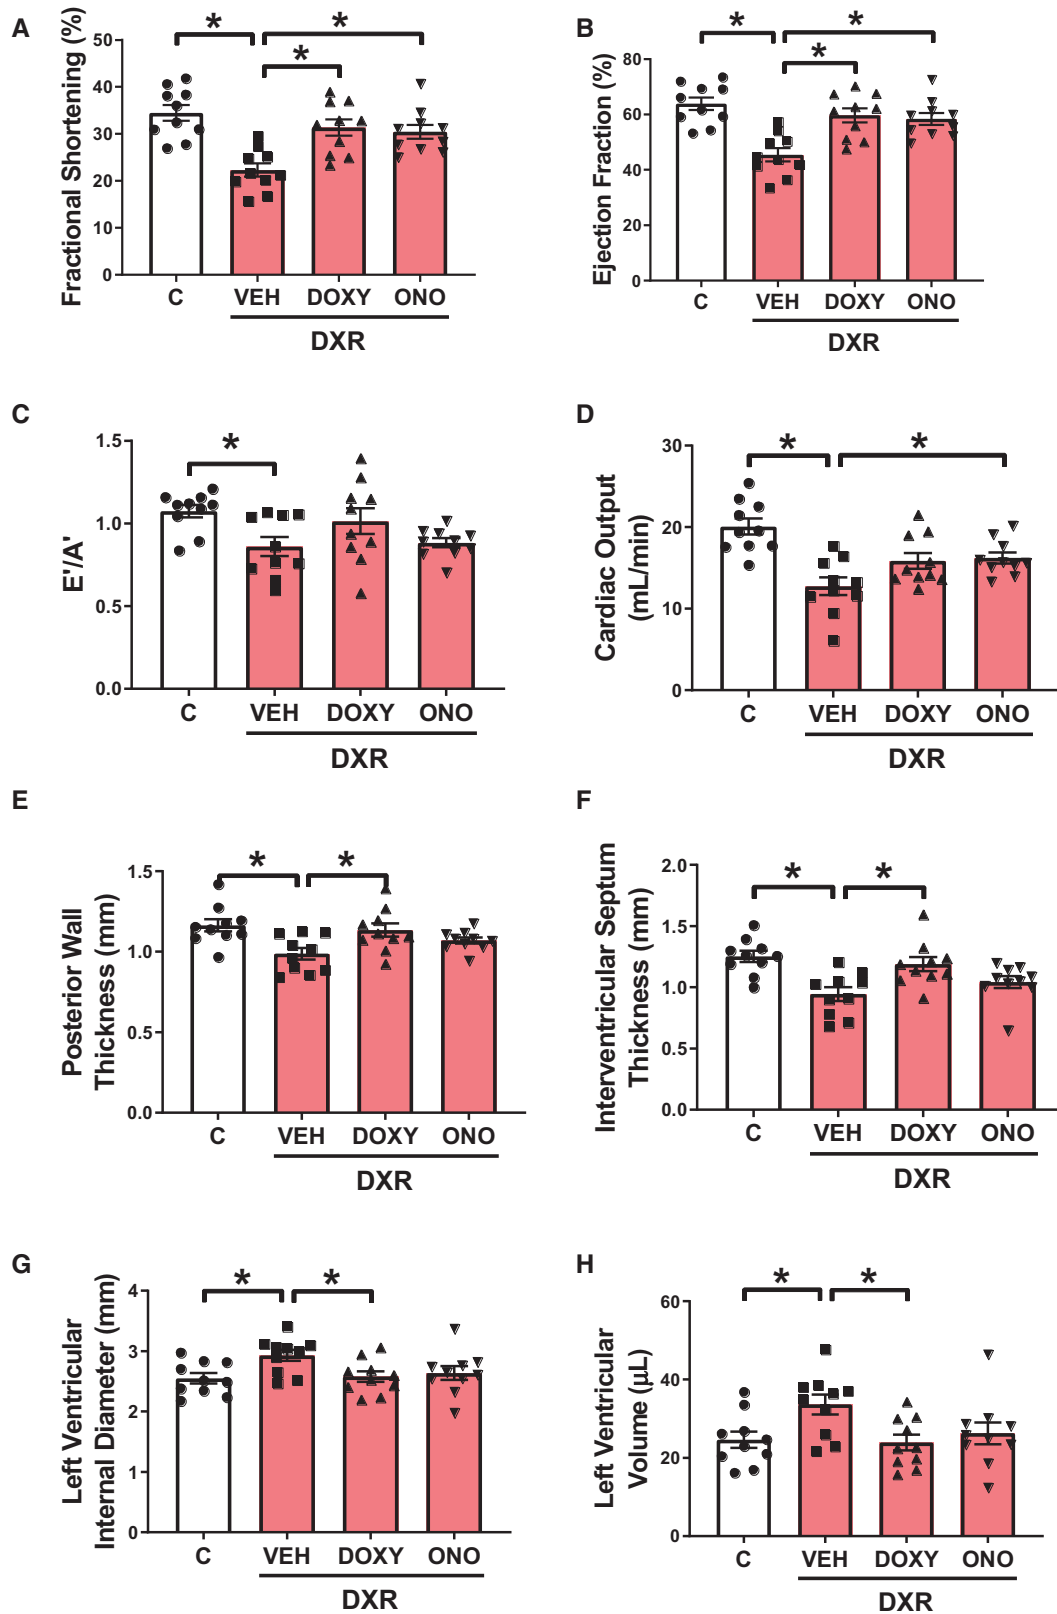 A
Fractional Shortening (%)
50
40
30
20
10
0
*
*
*
C
VEH
DOXY
ONO
DXR
B
Ejection Fraction (%)
80
60
40
20
0
*
*
*
C
VEH
DOXY
ONO
DXR
C
E'/A'
1.5
1.0
0.5
0.0
*
C
VEH
DOXY
ONO
DXR
D
Cardiac Output
(mL/min)
30
20
10
0
*
*
C
VEH
DOXY
ONO
DXR
E
Posterior Wall
Thickness (mm)
1.5
1.0
0.5
0.0
*
*
C
VEH
DOXY
ONO
DXR
F
Interventricular Septum
Thickness (mm)
2.0
1.5
1.0
0.5
0.0
*
*
C
VEH
DOXY
ONO
DXR
G
Left Ventricular
Internal Diameter (mm)
4
3
2
1
0
*
*
C
VEH
DOXY
ONO
DXR
H
Left Ventricular
Volume (µL)
60
40
20
0
*
*
C
VEH
DOXY
ONO
DXR